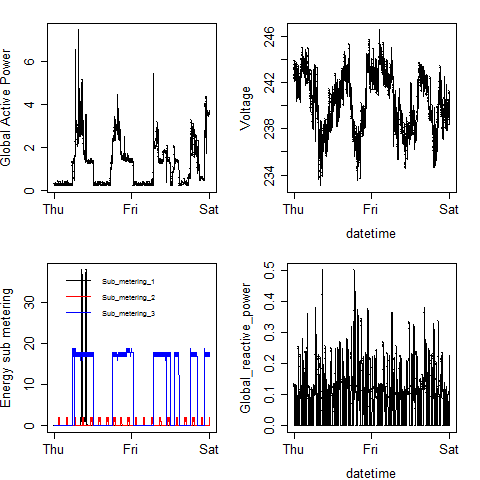 Global Active Power
0 2 4 6
Thu Fri Sat
Voltage
234 238 242 246
Thu Fri Sat
datetime
Energy sub metering
0 10 20 30
Sub_metering_1
Sub_metering_2
Sub_metering_3
Thu Fri Sat
Global_reactive_power
0.0 0.1 0.2 0.3 0.4 0.5
Thu Fri Sat
datetime